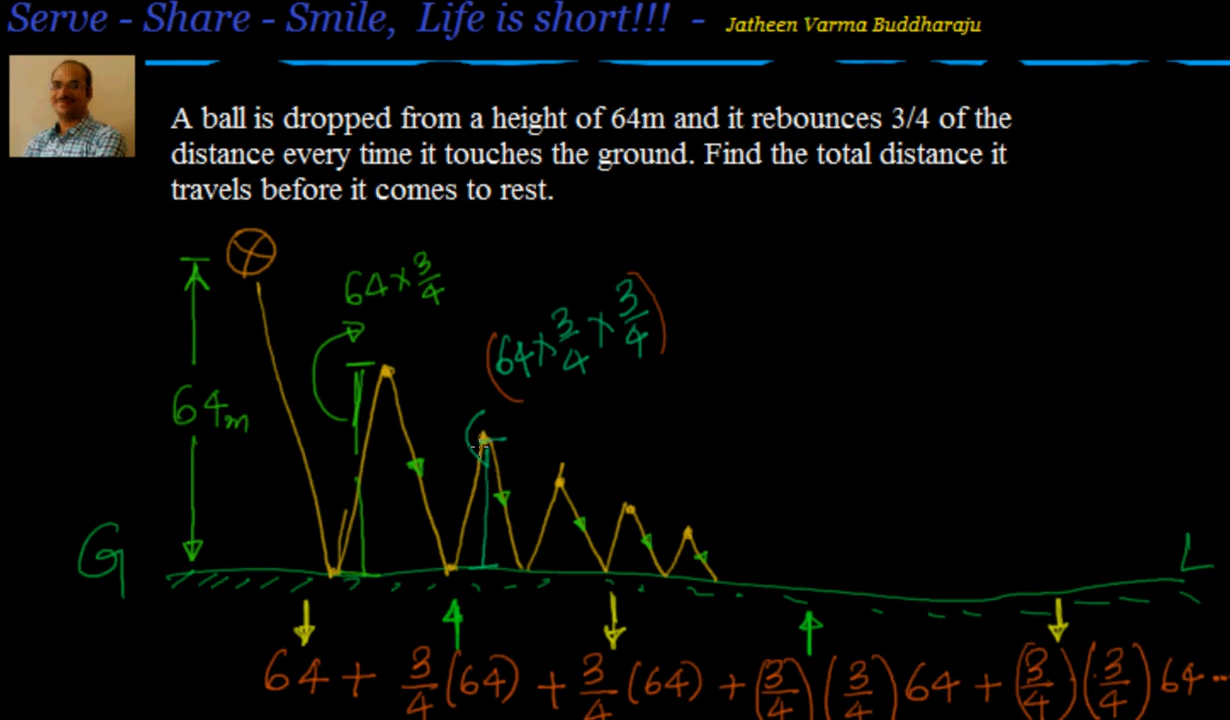 Serve - Share - Smile, Life is short!!! - Jatheen Varma Buddharaju
A ball is dropped from a height of 64m and it rebounces 3/4 of the
distance every time it touches the ground. Find the total distance it
travels before it comes to rest.
64 × 3/4
(64 × 3/4 × 3/4)
64m
G L
64 + 3/4 (64) + 3/4 (64) + (3/4) (3/4) 64 + (3/4) (3/4) 64 ...